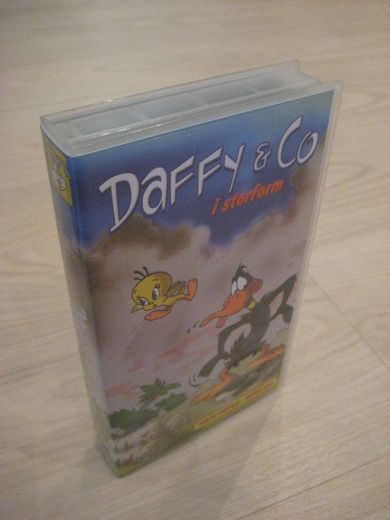 Daffy & Co
i storform